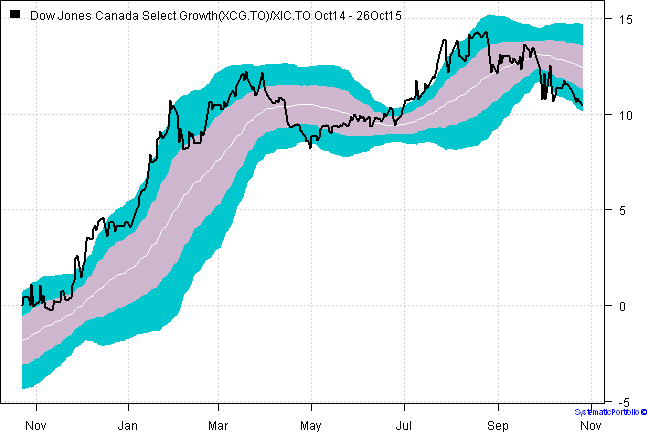 Dow Jones Canada Select Growth(XCG.TO)/XIC.TO Oct14 - 26Oct15
15
10
5
0
-5
SystematicPortfolio ©
Nov Jan Mar May Jul Sep Nov